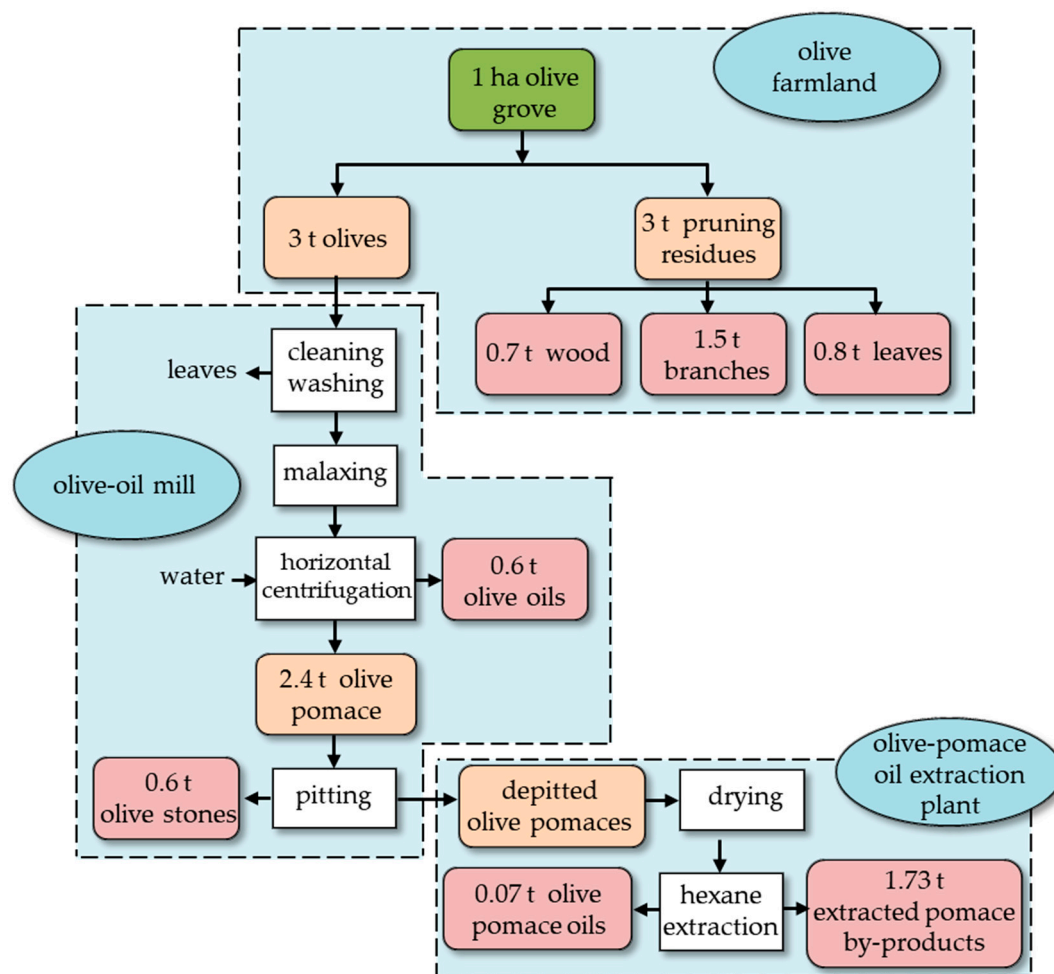 olive
farmland
1 ha olive
grove
3 t olives
3 t pruning
residues
0.7 t wood
1.5 t
branches
0.8 t leaves
cleaning
washing
leaves
malaxing
olive-oil mill
water
horizontal
centrifugation
0.6 t
olive oils
2.4 t olive
pomace
0.6 t
olive stones
pitting
depitted
olive pomaces
drying
olive-pomace
oil extraction
plant
0.07 t olive
pomace oils
hexane
extraction
1.73 t
extracted pomace
by-products